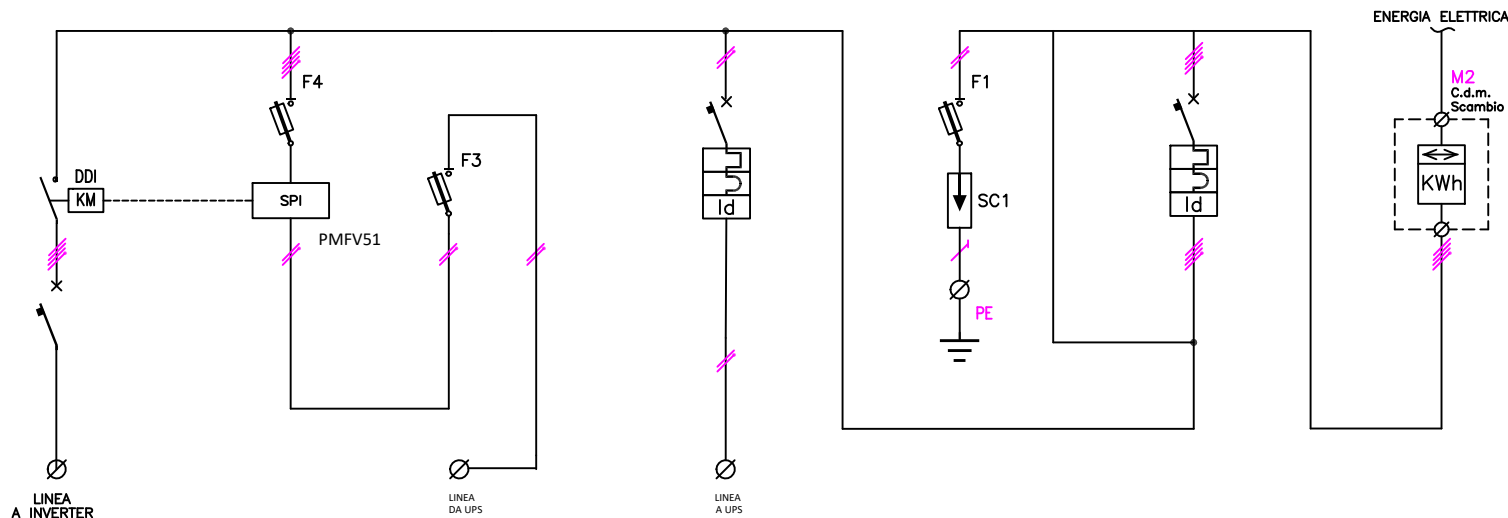 ENERGIA ELETTRICA
M2
C.d.m.
Scambio
F4
F1
F3
DDI
KM
SPI
PMFV51
Id
SC1
Id
KWh
PE
LINEA
A INVERTER
LINEA
DA UPS
LINEA
A UPS